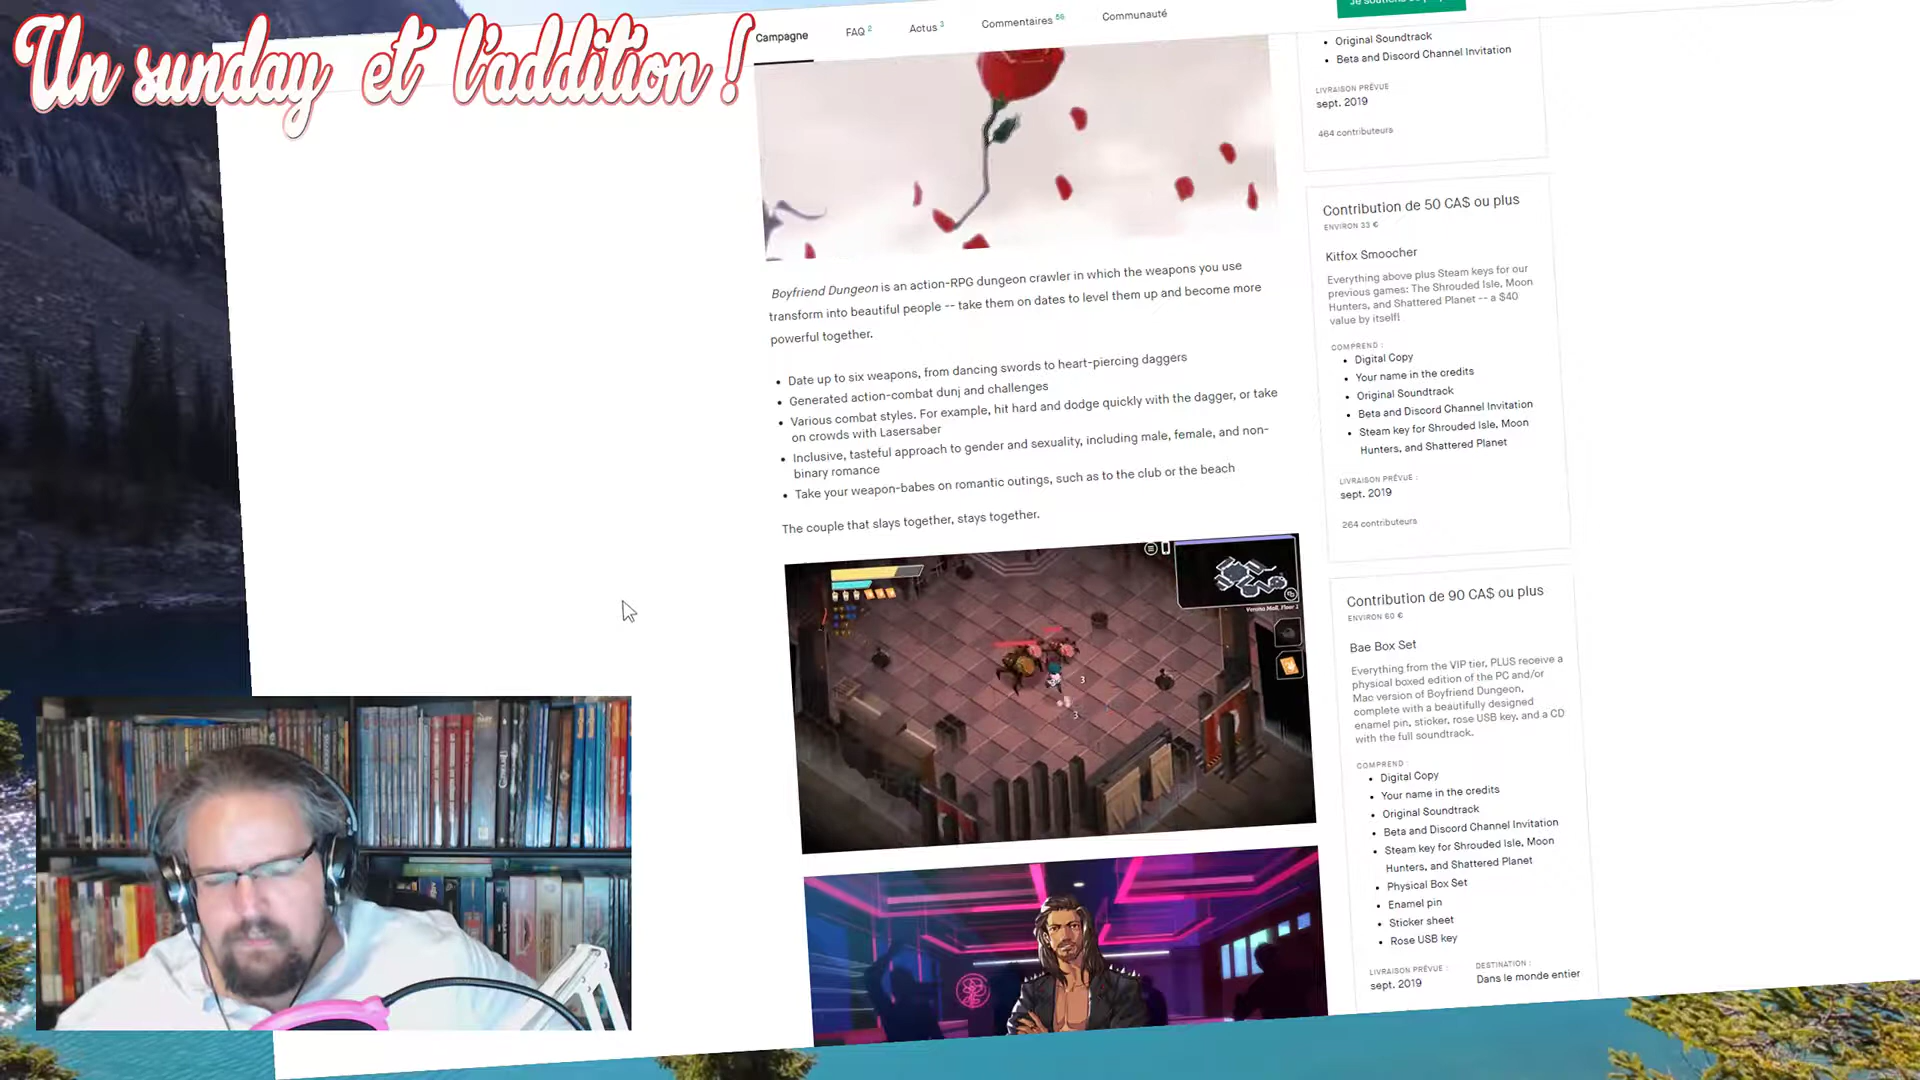 Un sunday et l'addition !
Campagne
FAQ 2
Actus 3
Commentaires 56
Communauté
Boyfriend Dungeon is an action-RPG dungeon crawler in which the weapons you use
transform into beautiful people -- take them on dates to level them up and become more
powerful together.
• Date up to six weapons, from dancing swords to heart-piercing daggers
• Generated action-combat dunj and challenges
• Various combat styles. For example, hit hard and dodge quickly with the dagger, or take
on crowds with Lasersaber
• Inclusive, tasteful approach to gender and sexuality, including male, female, and non-
binary romance
• Take your weapon-babes on romantic outings, such as to the club or the beach
The couple that slays together, stays together.
Verona Mall, Floor 1
3
3
• Original Soundtrack
• Beta and Discord Channel Invitation
LIVRAISON PRÉVUE
sept. 2019
464 contributeurs
Contribution de 50 CA$ ou plus
ENVIRON 33 €
Kitfox Smoocher
Everything above plus Steam keys for our
previous games: The Shrouded Isle, Moon
Hunters, and Shattered Planet -- a $40
value by itself!
COMPREND :
• Digital Copy
• Your name in the credits
• Original Soundtrack
• Beta and Discord Channel Invitation
• Steam key for Shrouded Isle, Moon
Hunters, and Shattered Planet
LIVRAISON PRÉVUE :
sept. 2019
264 contributeurs
Contribution de 90 CA$ ou plus
ENVIRON 60 €
Bae Box Set
Everything from the VIP tier, PLUS receive a
physical boxed edition of the PC and/or
Mac version of Boyfriend Dungeon,
complete with a beautifully designed
enamel pin, sticker, rose USB key, and a CD
with the full soundtrack.
COMPREND :
• Digital Copy
• Your name in the credits
• Original Soundtrack
• Beta and Discord Channel Invitation
• Steam key for Shrouded Isle, Moon
Hunters, and Shattered Planet
• Physical Box Set
• Enamel pin
• Sticker sheet
• Rose USB key
LIVRAISON PRÉVUE :
sept. 2019
DESTINATION :
Dans le monde entier